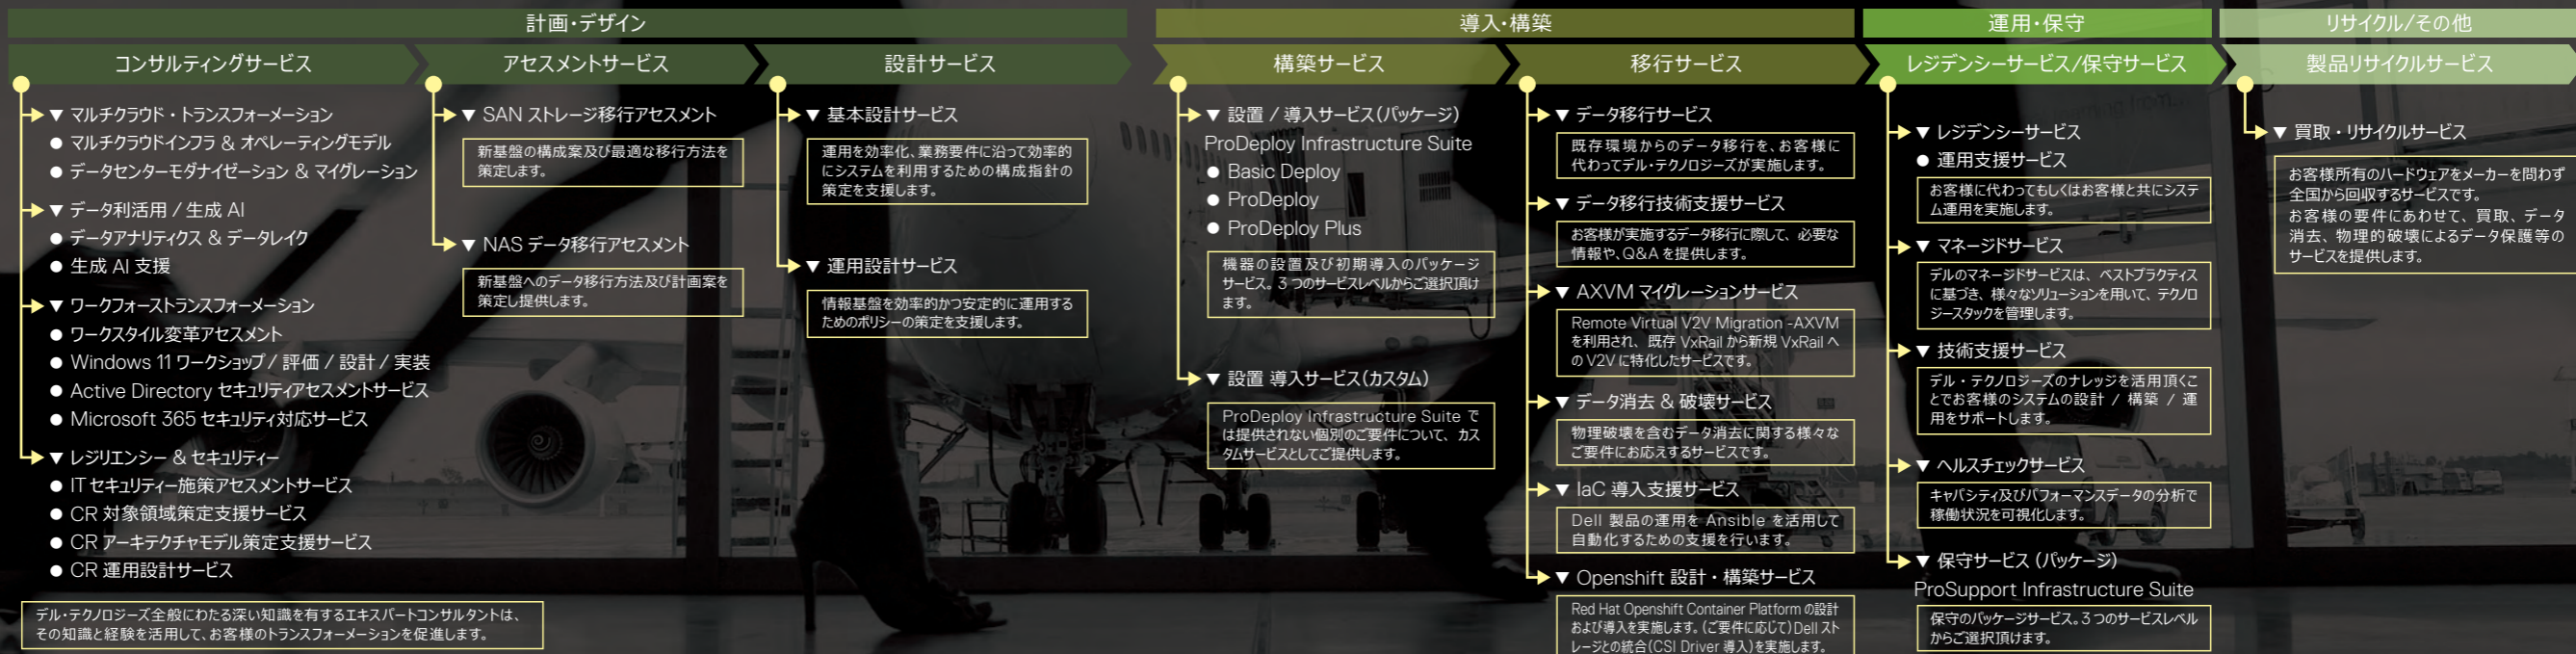 計画・デザイン
コンサルティングサービス
▼ マルチクラウド・トランスフォーメーション
● マルチクラウドインフラ & オペレーティングモデル
● データセンターモダナイゼーション & マイグレーション
▼ データ利活用 / 生成 AI
● データアナリティクス & データレイク
● 生成 AI 支援
▼ ワークフォーストランスフォーメーション
● ワークスタイル変革アセスメント
● Windows 11 ワークショップ / 評価 / 設計 / 実装
● Active Directory セキュリティアセスメントサービス
● Microsoft 365 セキュリティ対応サービス
▼ レジリエンシー & セキュリティー
● IT セキュリティー施策アセスメントサービス
● CR 対象領域策定支援サービス
● CR アーキテクチャモデル策定支援サービス
● CR 運用設計サービス
デル・テクノロジーズ全般にわたる深い知識を有するエキスパートコンサルタントは、
その知識と経験を活用して、お客様のトランスフォーメーションを促進します。
アセスメントサービス
▼ SAN ストレージ移行アセスメント
新基盤の構成案及び最適な移行方法を
策定します。
▼ NAS データ移行アセスメント
新基盤へのデータ移行方法及び計画案を
策定し提供します。
設計サービス
▼ 基本設計サービス
運用を効率化、業務要件に沿って効率的
にシステムを利用するための構成指針の
策定を支援します。
▼ 運用設計サービス
情報基盤を効率的かつ安定的に運用する
ためのポリシーの策定を支援します。
導入・構築
構築サービス
▼ 設置 / 導入サービス(パッケージ)
ProDeploy Infrastructure Suite
● Basic Deploy
● ProDeploy
● ProDeploy Plus
機器の設置及び初期導入のパッケージ
サービス。3 つのサービスレベルからご選択頂け
ます。
▼ 設置 導入サービス(カスタム)
ProDeploy Infrastructure Suite で
は提供されない個別のご要件について、カス
タムサービスとしてご提供します。
移行サービス
▼ データ移行サービス
既存環境からのデータ移行を、お客様に
代わってデル・テクノロジーズが実施します。
▼ データ移行技術支援サービス
お客様が実施するデータ移行に際して、必要な
情報や、Q&A を提供します。
▼ AXVM マイグレーションサービス
Remote Virtual V2V Migration -AXVM
を利用され、既存 VxRail から新規 VxRail へ
の V2V に特化したサービスです。
▼ データ消去 & 破壊サービス
物理破壊を含むデータ消去に関する様々な
ご要件にお応えするサービスです。
▼ IaC 導入支援サービス
Dell 製品の運用を Ansible を活用して
自動化するための支援を行います。
▼ Openshift 設計・構築サービス
Red Hat Openshift Container Platform の設計
および導入を実施します。(ご要件に応じて)Dell スト
レージとの統合(CSI Driver 導入)を実施します。
運用・保守
レジデンシーサービス/保守サービス
▼ レジデンシーサービス
● 運用支援サービス
お客様に代わってもしくはお客様と共にシステ
ム運用を実施します。
▼ マネージドサービス
デルのマネージドサービスは、ベストプラクティス
に基づき、様々なソリューションを用いて、テクノロ
ジースタックを管理します。
▼ 技術支援サービス
デル・テクノロジーズのナレッジを活用頂くこ
とでお客様のシステムの設計 / 構築 / 運
用をサポートします。
▼ ヘルスチェックサービス
キャパシティ及びパフォーマンスデータの分析で
稼働状況を可視化します。
▼ 保守サービス (パッケージ)
ProSupport Infrastructure Suite
保守のパッケージサービス。3 つのサービスレベル
からご選択頂けます。
リサイクル/その他
製品リサイクルサービス
▼ 買取・リサイクルサービス
お客様所有のハードウェアをメーカーを問わず
全国から回収するサービスです。
お客様の要件にあわせて、買取、データ
消去、物理的破壊によるデータ保護等の
サービスを提供します。